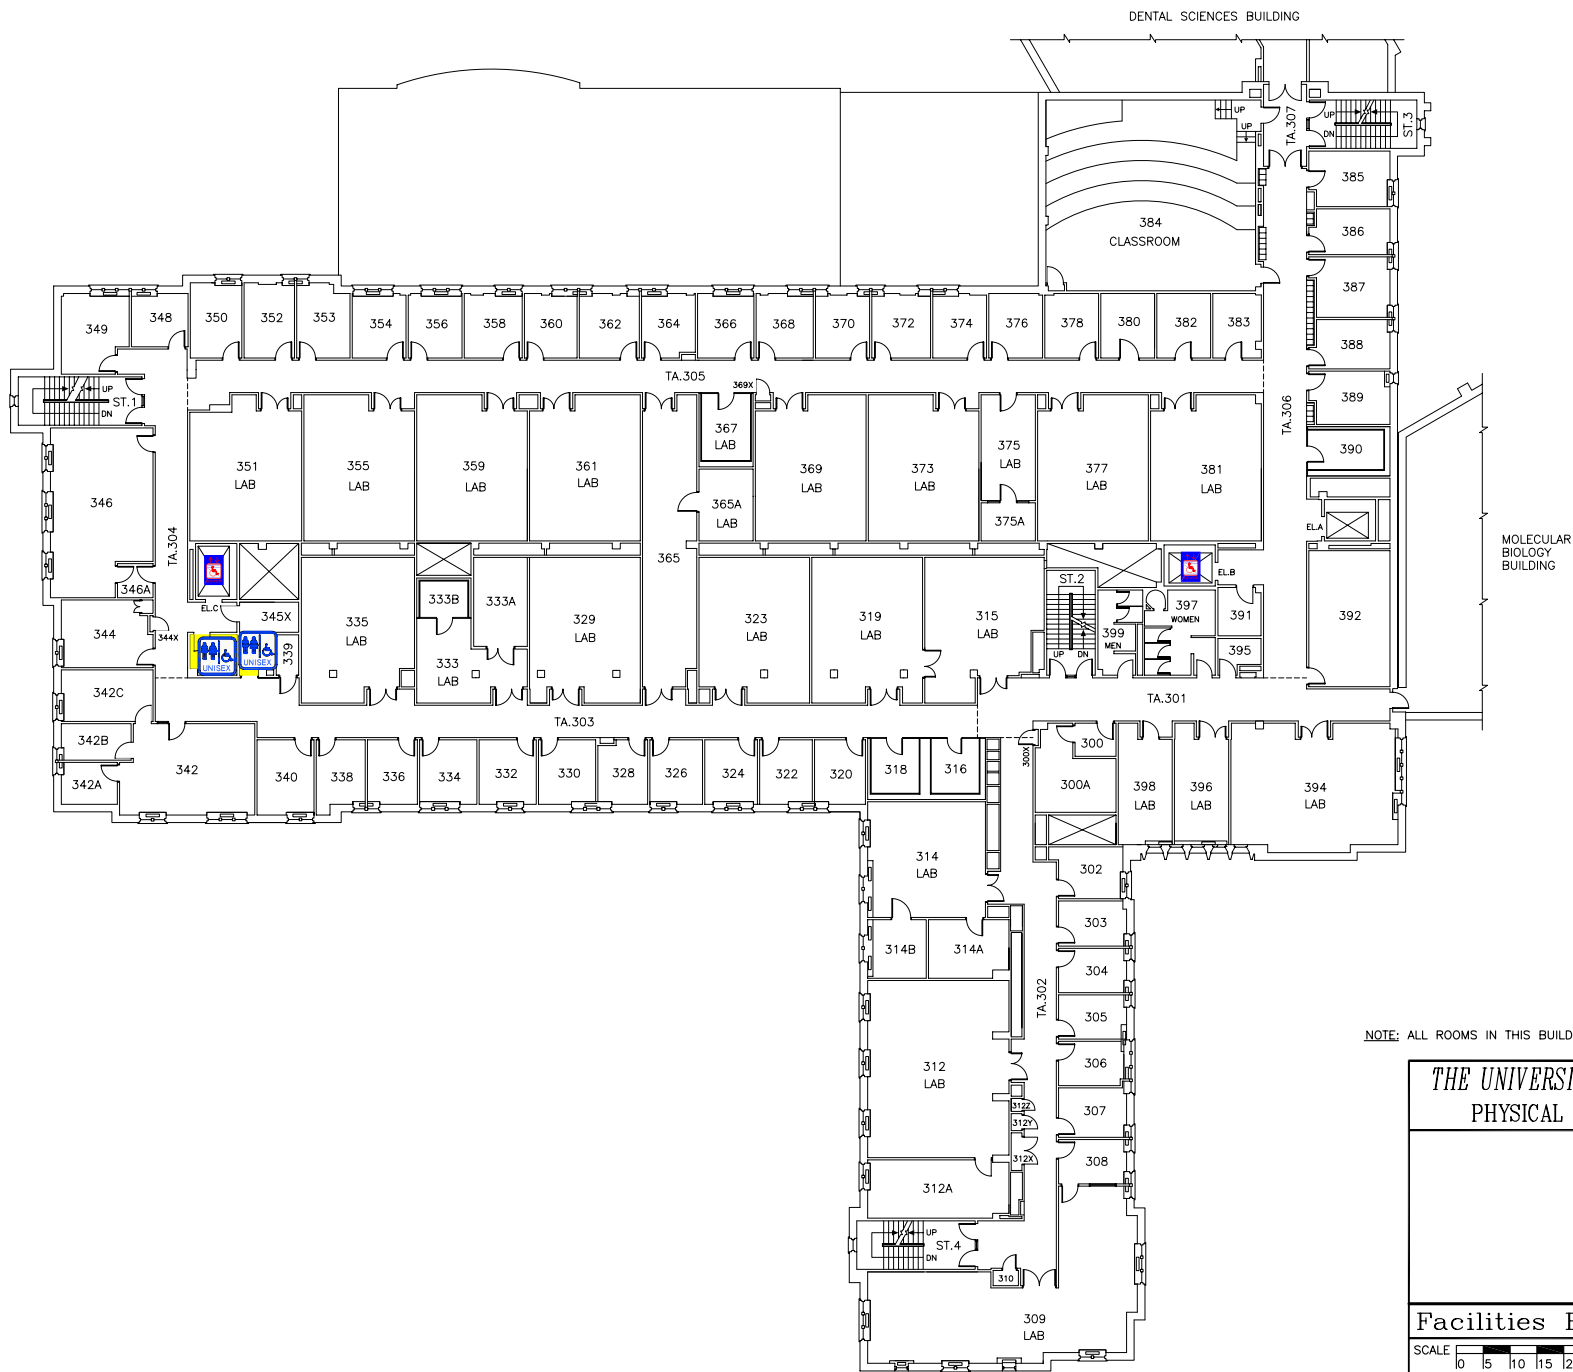 DENTAL SCIENCES BUILDING
UP
UP
TA.307
UP
DN
ST.3
385
384
CLASSROOM
386
387
349
348
350
352
353
354
356
358
360
362
364
366
368
370
372
374
376
378
380
382
383
388
TA.305
369X
UP
DN
ST.1
389
TA.306
367
LAB
390
351
LAB
355
LAB
359
LAB
361
LAB
369
LAB
373
LAB
375
LAB
377
LAB
381
LAB
346
365A
LAB
375A
EL.A
TA.304
MOLECULAR
BIOLOGY
BUILDING
365
346A
EL.C
ST.2
EL.B
345X
333B
333A
335
LAB
329
LAB
323
LAB
319
LAB
315
LAB
397
WOMEN
391
392
344
344X
399
MEN
395
UNISEX
UNISEX
339
333
LAB
UP
DN
342C
TA.301
TA.303
342B
342A
342
340
338
336
334
332
330
328
326
324
322
320
318
316
300X
300
300A
398
LAB
396
LAB
394
LAB
314
LAB
302
303
314B
314A
304
TA.302
305
NOTE: ALL ROOMS IN THIS BUILD
306
312
LAB
312Z
312Y
312X
307
308
312A
THE UNIVERSI
PHYSICAL
UP
DN
ST.4
310
309
LAB
Facilities
SCALE
0 5 10 15